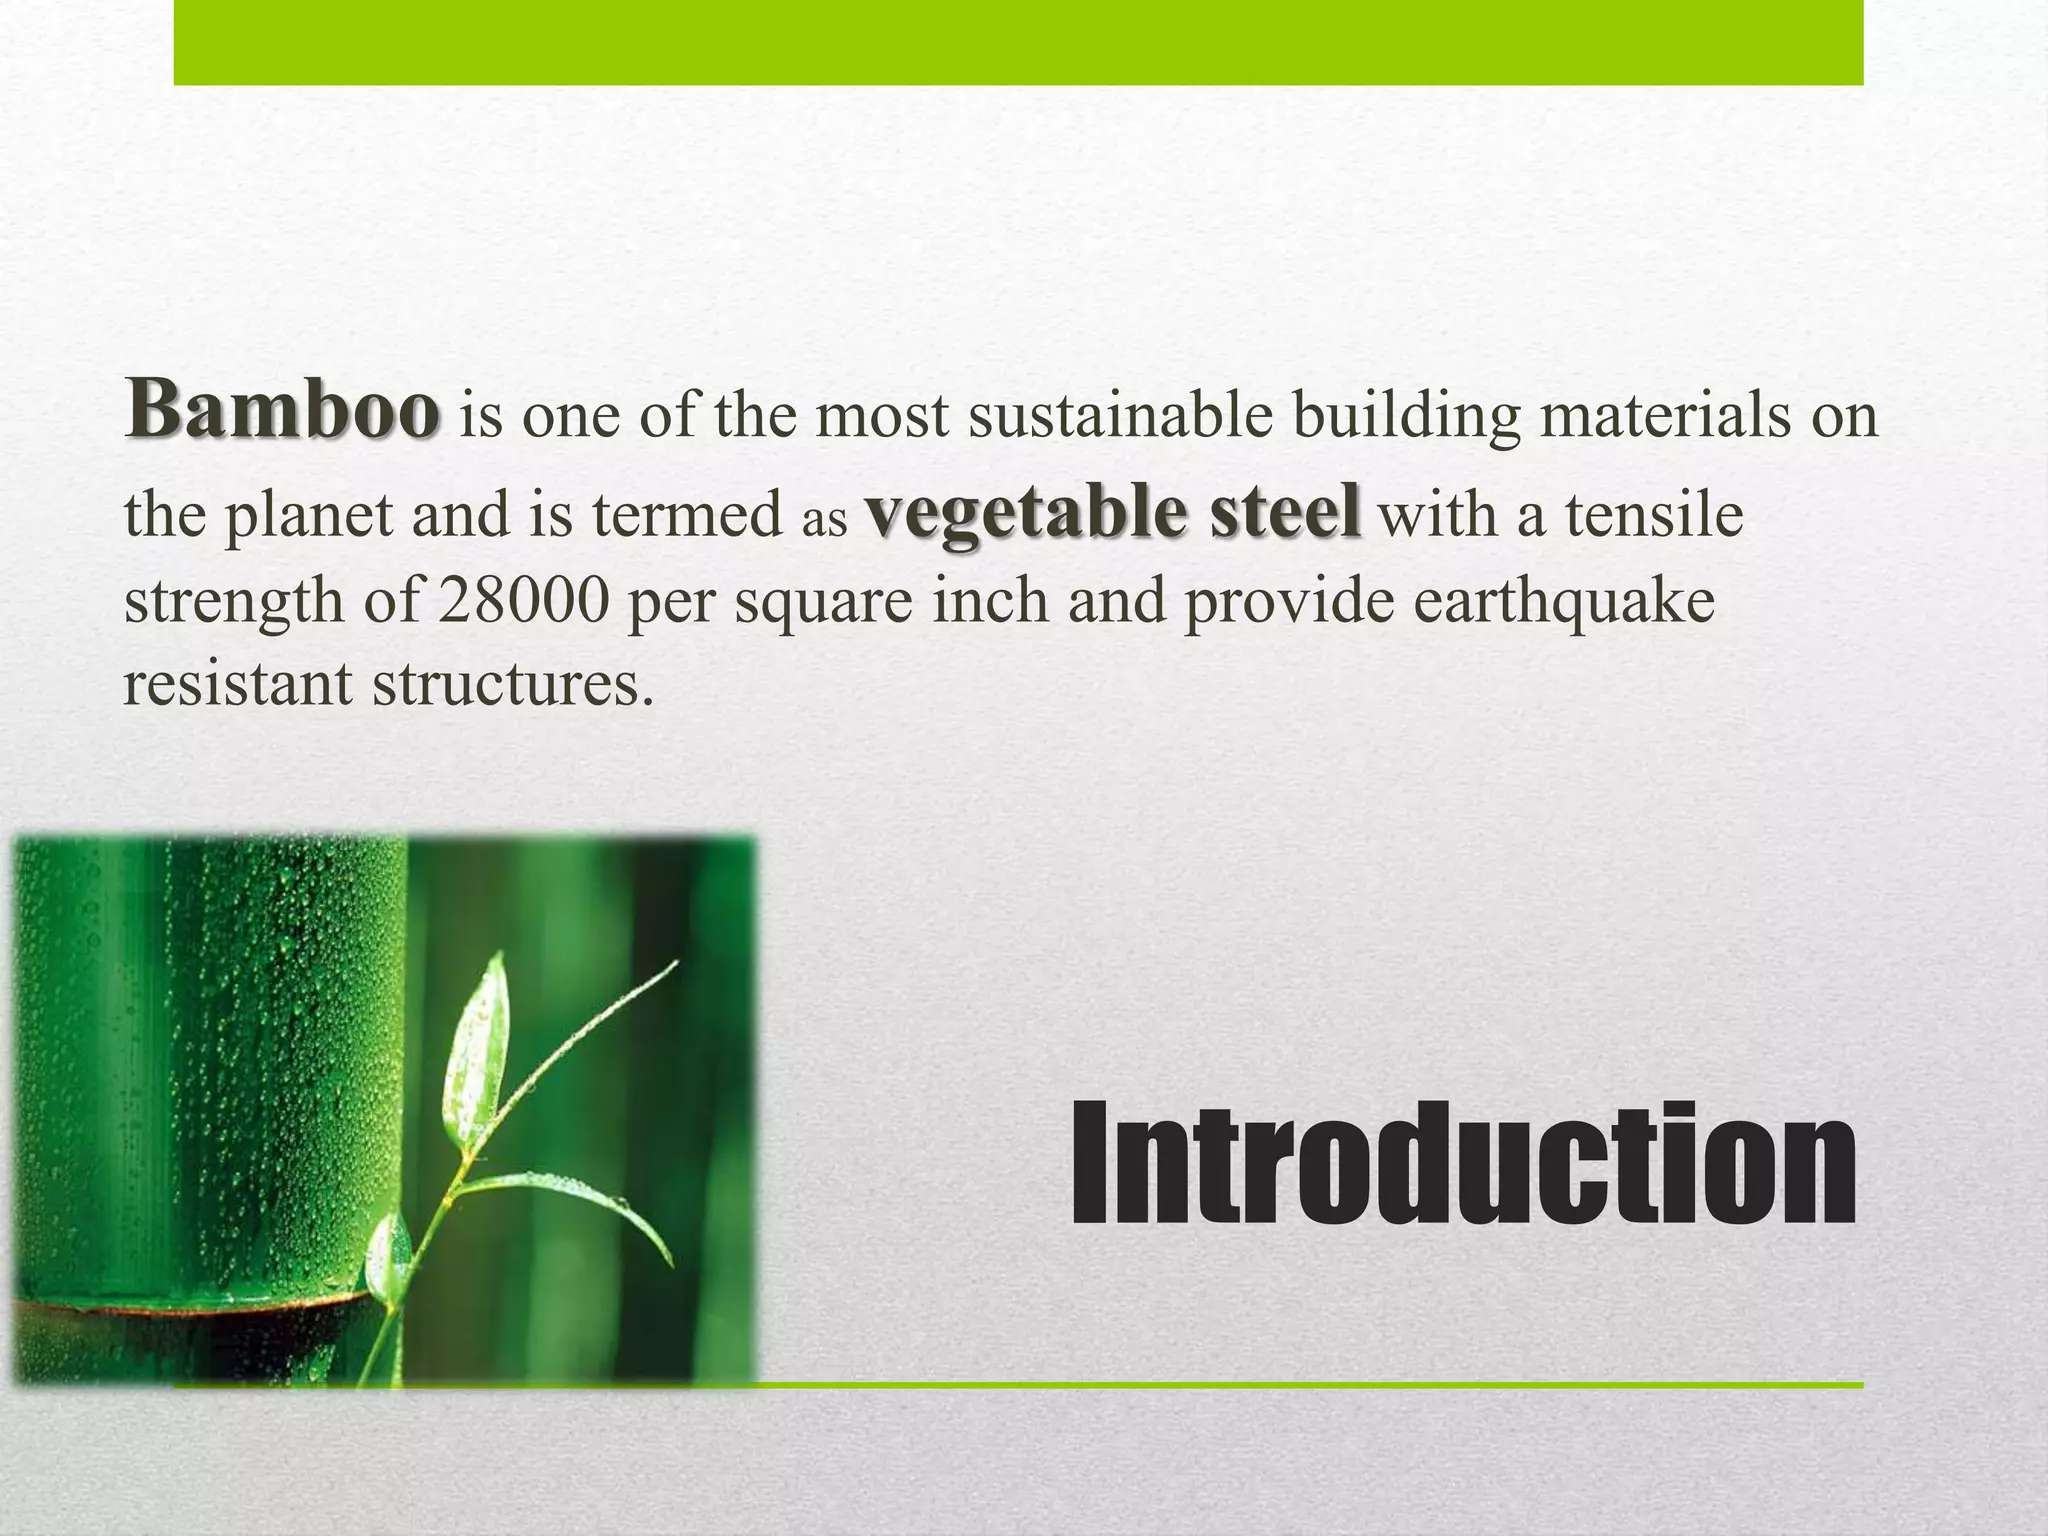 Bamboo is one of the most sustainable building materials on
the planet and is termed as vegetable steel with a tensile
strength of 28000 per square inch and provide earthquake
resistant structures.
Introduction